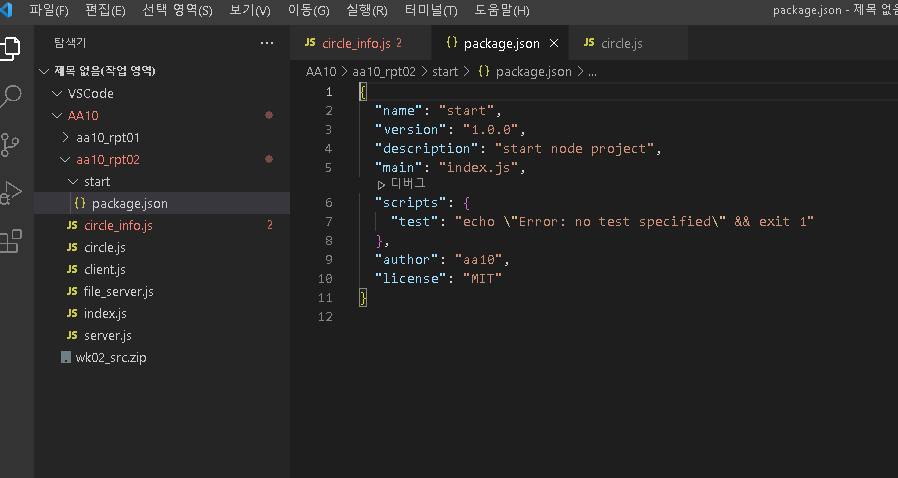 파일(F) 편집(E) 선택 영역(S) 보기(V) 이동(G) 실행(R) 터미널(T) 도움말(H) package.json - 제목 없음
탐색기 ...
제목 없음(작업 영역)
VSCode
AA10
aa10_rpt01
aa10_rpt02
start
{} package.json
JS circle_info.js 2
JS circle.js
JS client.js
JS file_server.js
JS index.js
JS server.js
wk02_src.zip
JS circle_info.js 2 {} package.json JS circle.js
AA10 > aa10_rpt02 > start > {} package.json > ...
1 {
2 "name": "start",
3 "version": "1.0.0",
4 "description": "start node project",
5 "main": "index.js",
디버그
6 "scripts": {
7 "test": "echo \"Error: no test specified\" && exit 1"
8 },
9 "author": "aa10",
10 "license": "MIT"
11 }
12